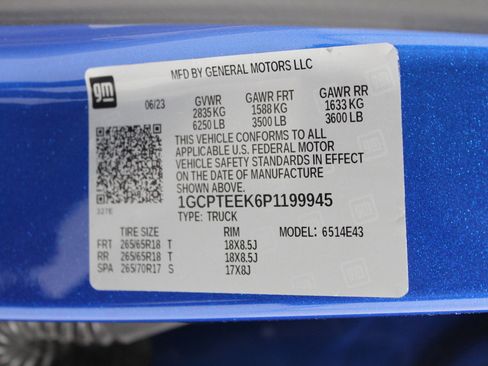 MFD BY GENERAL MOTORS LLC
gm
06/23 GVWR GAWR FRT GAWR RR
2835 KG 1588 KG 1633 KG
6250 LB 3500 LB 3600 LB
THIS VEHICLE CONFORMS TO ALL
APPLICABLE U.S. FEDERAL MOTOR
VEHICLE SAFETY STANDARDS IN EFFECT
ON THE DATE OF MANUFACTURE
SHOWN ABOVE.
327E
1GCPTEEK6P1199945
TYPE: TRUCK
TIRE SIZE RIM MODEL: 6514E43
FRT 265/65R18 T 18X8.5J
RR 265/65R18 T 18X8.5J
SPA 265/70R17 S 17X8J